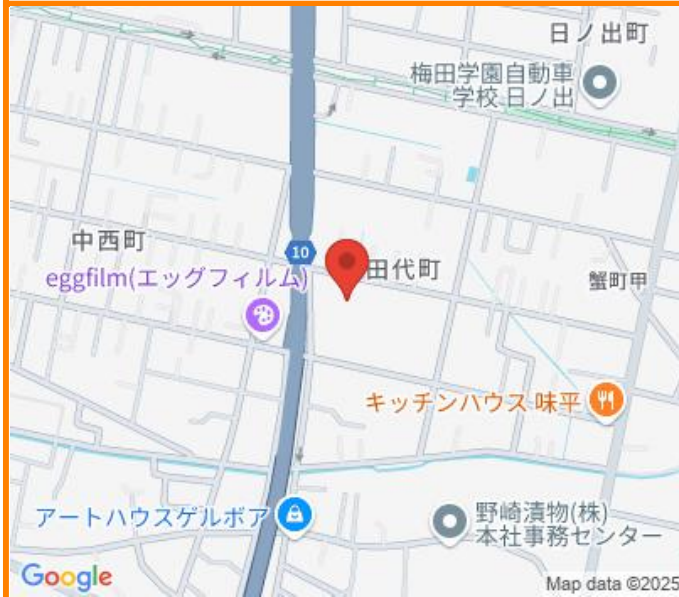 日ノ出町
梅田学園自動車
学校 日ノ出
中西町
10
田代町
eggfilm(エッグフィルム)
蟹町甲
キッチンハウス 味平
アートハウスゲルボア
野崎漬物(株)
本社事務センター
Google
Map data ©2025